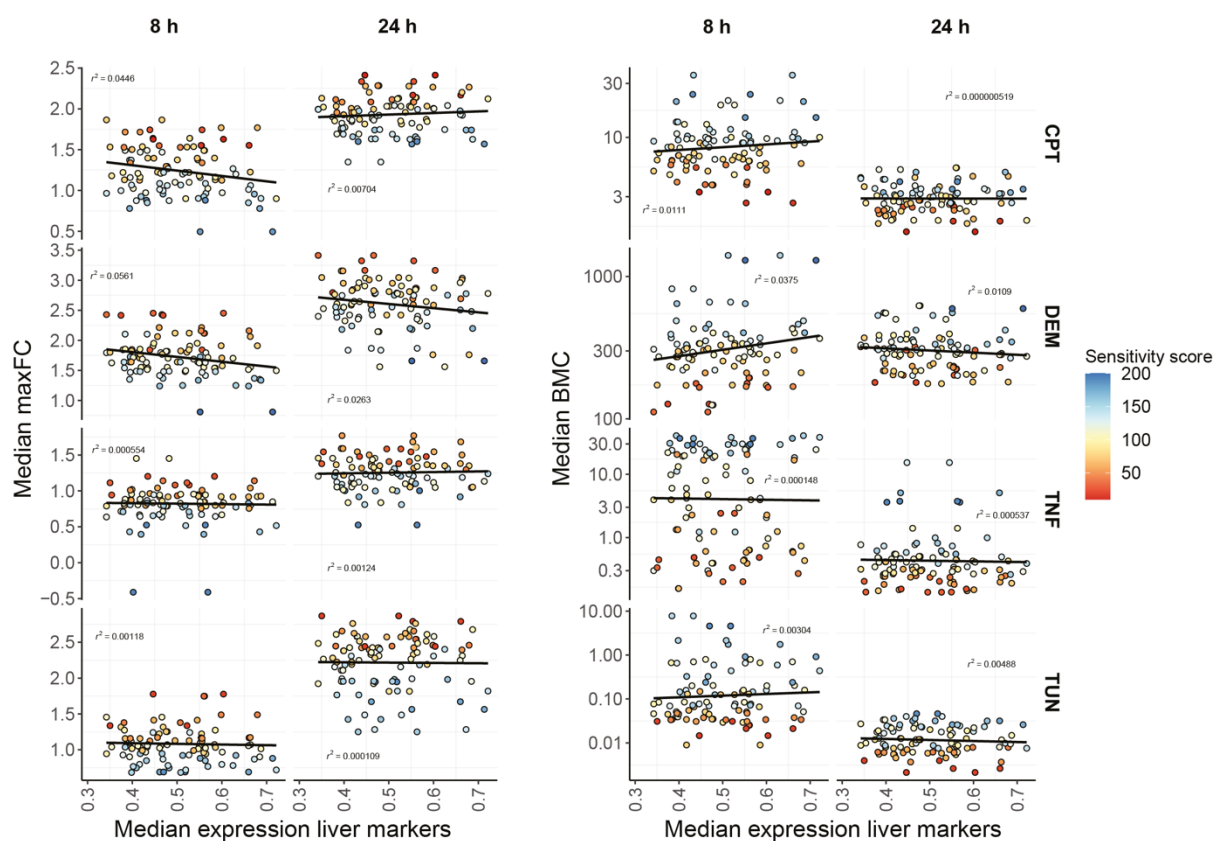 8 h
24 h
8 h
24 h
Median maxFC
2.5
2.0
1.5
1.0
0.5
r² = 0.0446
r² = 0.00704
3.5
3.0
2.5
2.0
1.5
1.0
r² = 0.0561
r² = 0.0263
1.5
1.0
0.5
0.0
−0.5
r² = 0.000554
r² = 0.00124
2.5
2.0
1.5
1.0
r² = 0.00118
r² = 0.000109
0.3
0.4
0.5
0.6
0.7
0.3
0.4
0.5
0.6
0.7
Median expression liver markers
Median BMC
30
10
3
r² = 0.0111
r² = 0.000000519
CPT
1000
300
100
r² = 0.0375
r² = 0.0109
DEM
30.0
10.0
3.0
1.0
0.3
r² = 0.000148
r² = 0.000537
TNF
10.00
1.00
0.10
0.01
r² = 0.00304
r² = 0.00488
TUN
0.3
0.4
0.5
0.6
0.7
0.3
0.4
0.5
0.6
0.7
Median expression liver markers
Sensitivity score
200
150
100
50